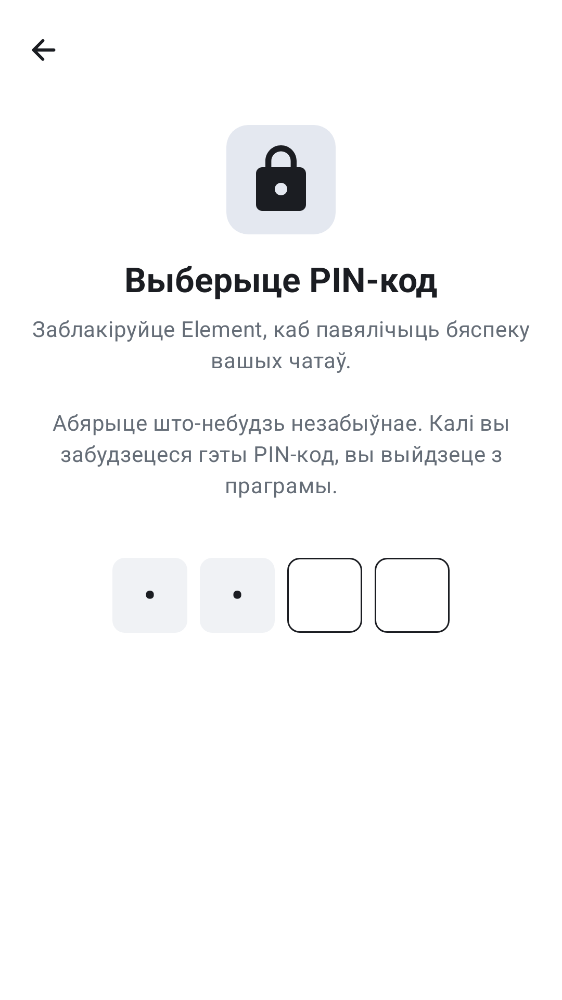 Выберыце PIN-код
Заблакіруйце Element, каб павялічыць бяспеку
вашых чатаў.
Абярыце што-небудзь незабыўнае. Калі вы
забудзецеся гэты PIN-код, вы выйдзеце з
праграмы.